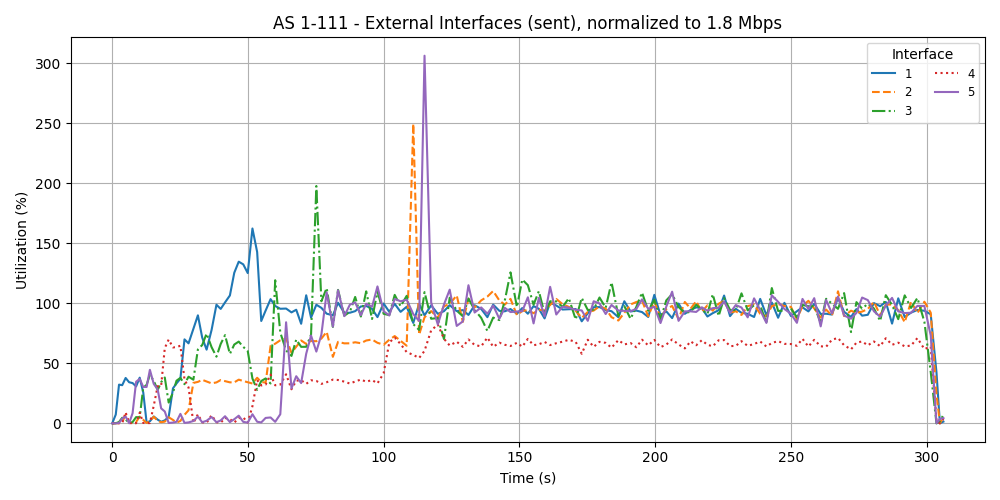 AS 1-111 - External Interfaces (sent), normalized to 1.8 Mbps
Utilization (%)
300
250
200
150
100
50
0
0 50 100 150 200 250 300
Time (s)
Interface
1 4
2 5
3